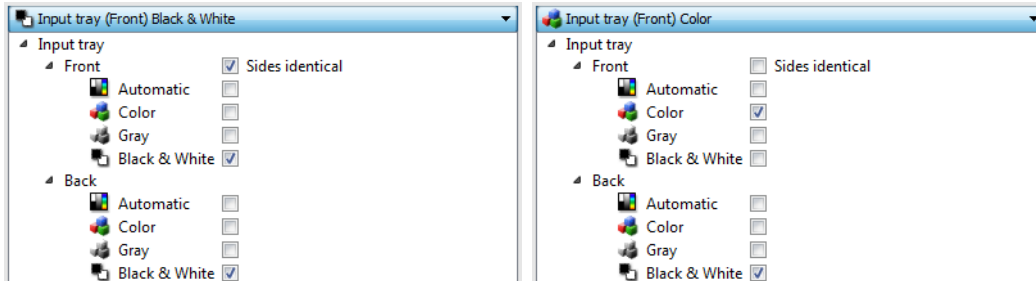 Input tray (Front) Black & White
Input tray
Front Sides identical
Automatic
Color
Gray
Black & White
Back
Automatic
Color
Gray
Black & White
Input tray (Front) Color
Input tray
Front Sides identical
Automatic
Color
Gray
Black & White
Back
Automatic
Color
Gray
Black & White